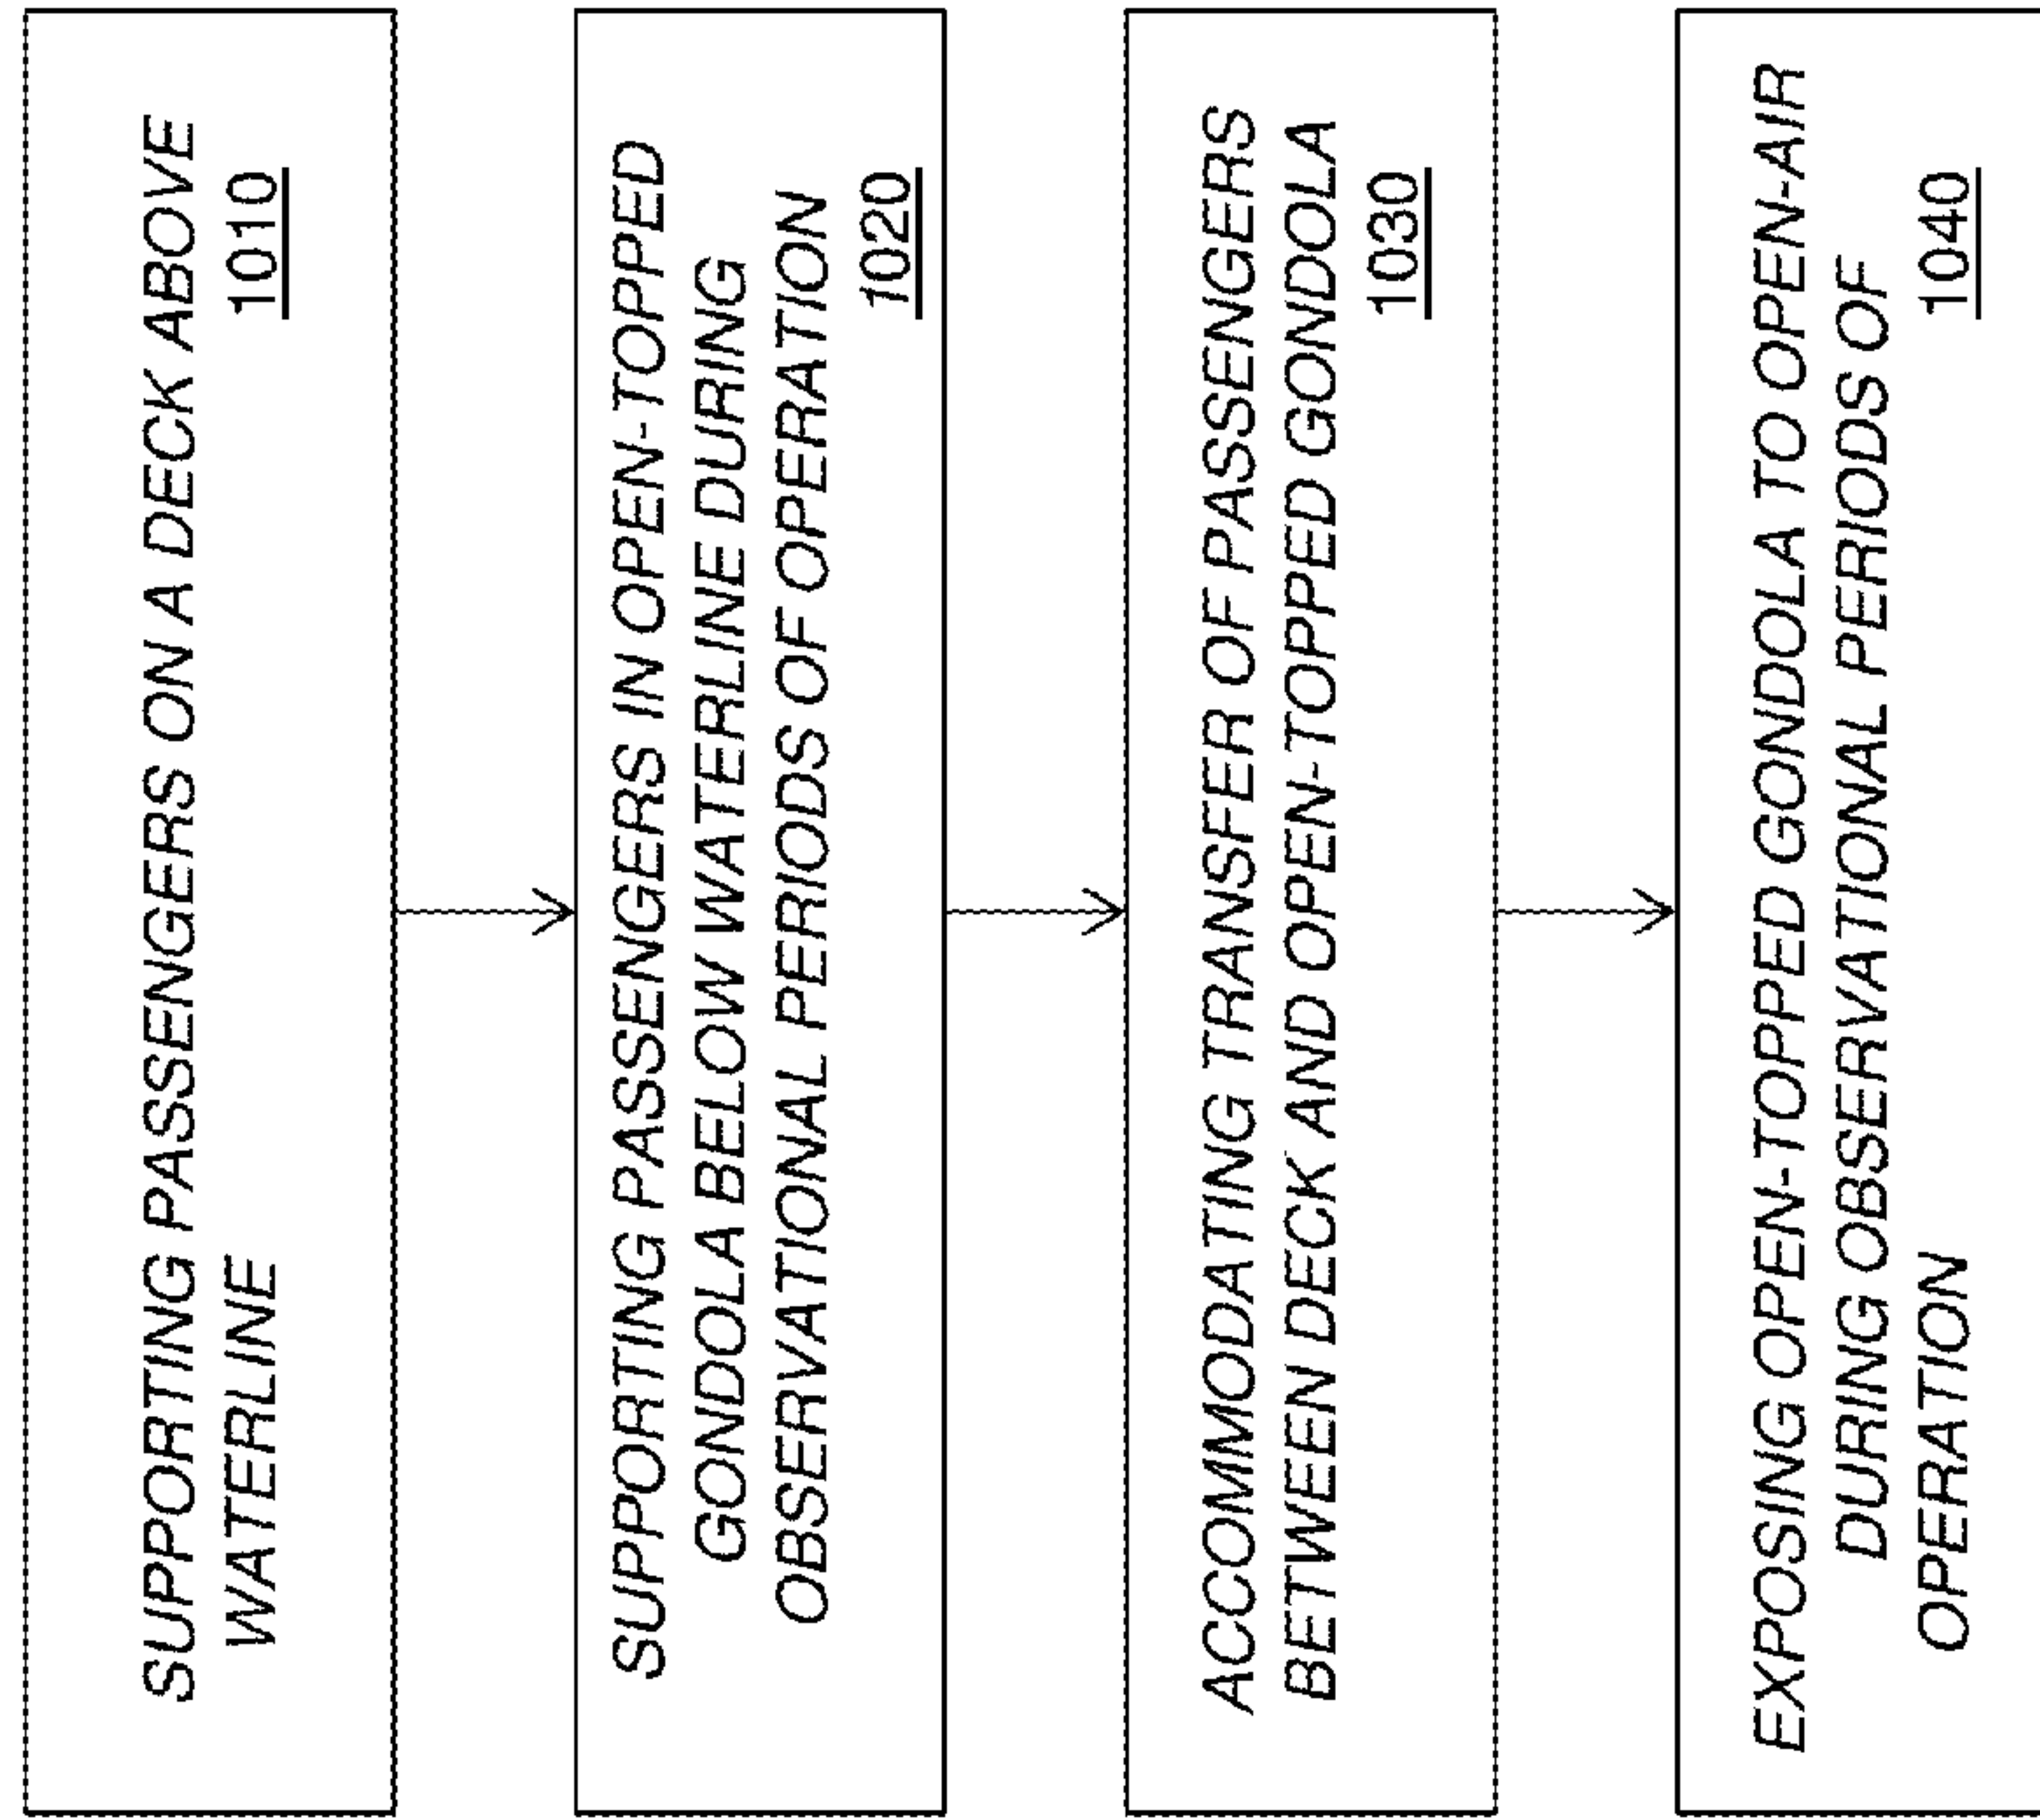 SUPPORTING PASSENGERS ON A DECK ABOVE
WATERLINE
1010
SUPPORTING PASSENGERS IN OPEN-TOPPED
GONDOLA BELOW WATERLINE DURING
OBSERVATIONAL PERIODS OF OPERATION
1020
ACCOMMODATING TRANSFER OF PASSENGERS
BETWEEN DECK AND OPEN-TOPPED GONDOLA
1030
EXPOSING OPEN-TOPPED GONDOLA TO OPEN-AIR
DURING OBSERVATIONAL PERIODS OF
OPERATION
1040